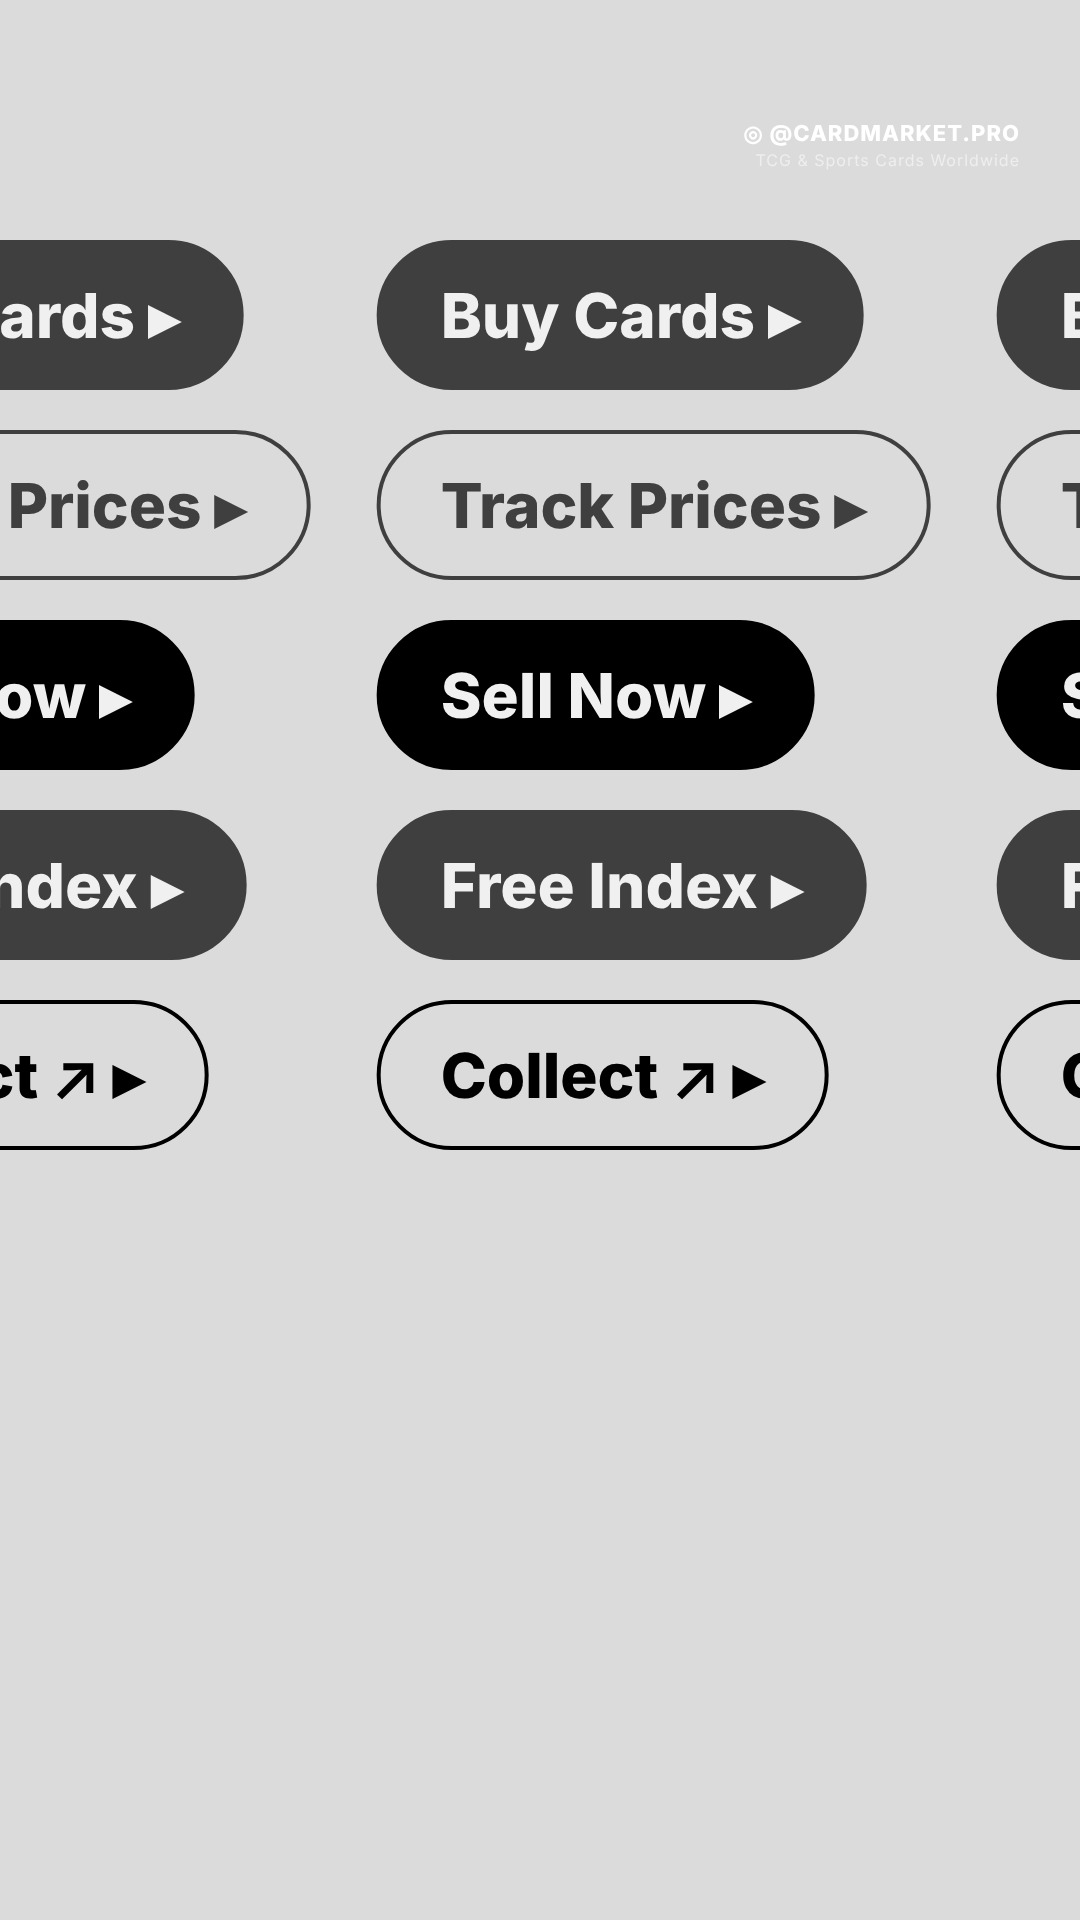 ◎ @CARDMARKET.PRO
TCG & Sports Cards Worldwide
ards ▸ Buy Cards ▸
Prices ▸ Track Prices ▸
ow ▸ Sell Now ▸
ndex ▸ Free Index ▸
ct ↗ ▸ Collect ↗ ▸